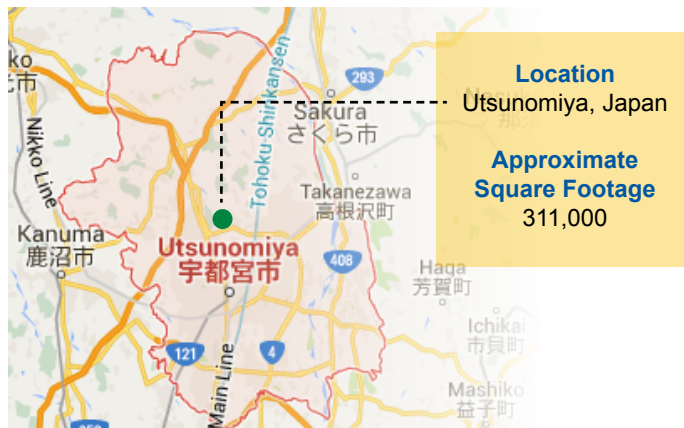 Location
Utsunomiya, Japan
Approximate
Square Footage
311,000
293
Sakura
さくら市
Nikko Line
Tohoku-Shinkansen
Takanezawa
高根沢町
Kanuma
鹿沼市
Utsunomiya
宇都宮市
408
Haga
芳賀町
Ichikai
市貝町
121
4
Main Line
Mashiko
益子町